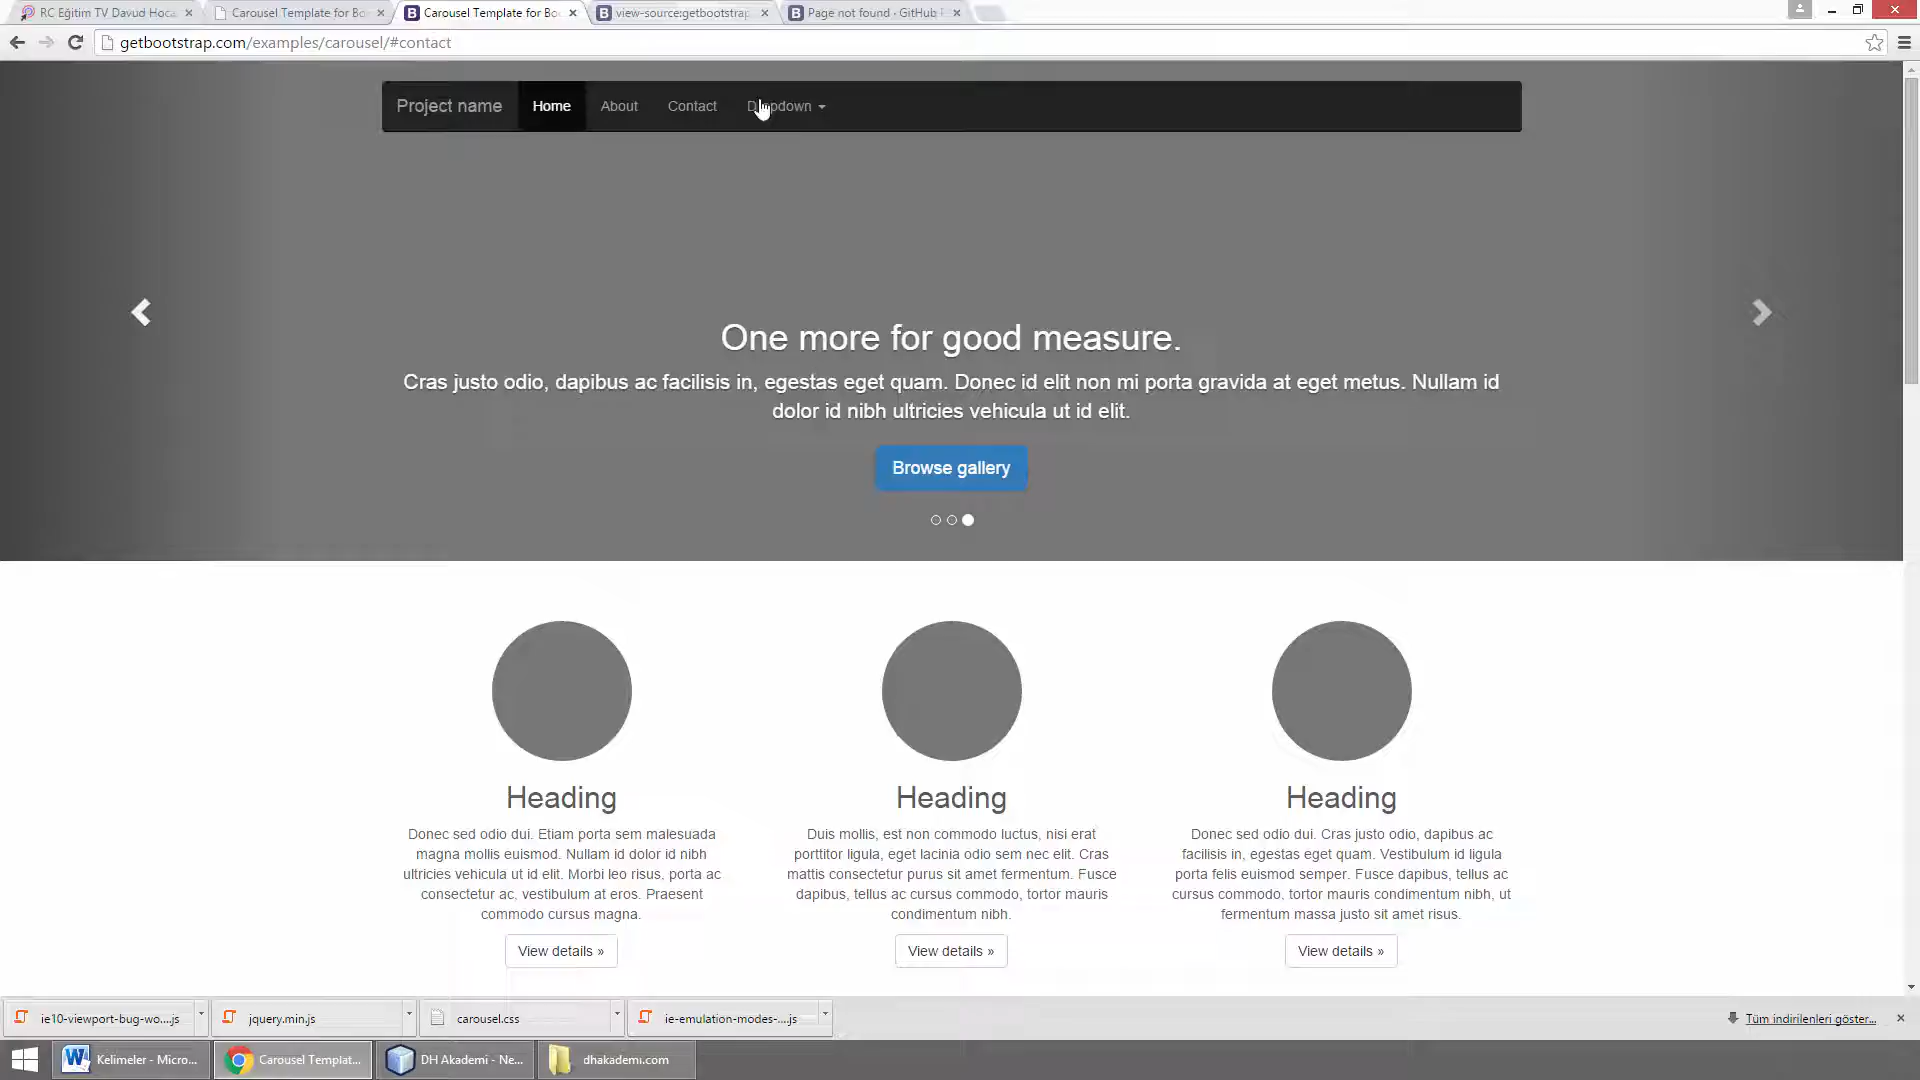 RC Eğitim TV Davud Hoca
Carousel Template for Bo
Carousel Template for Bo
view-source:getbootstrap
Page not found · GitHub
getbootstrap.com/examples/carousel/#contact
Project name
Home
About
Contact
Dropdown
One more for good measure.
Cras justo odio, dapibus ac facilisis in, egestas eget quam. Donec id elit non mi porta gravida at eget metus. Nullam id
dolor id nibh ultricies vehicula ut id elit.
Browse gallery
Heading
Donec sed odio dui. Etiam porta sem malesuada
magna mollis euismod. Nullam id dolor id nibh
ultricies vehicula ut id elit. Morbi leo risus, porta ac
consectetur ac, vestibulum at eros. Praesent
commodo cursus magna.
View details »
Heading
Duis mollis, est non commodo luctus, nisi erat
porttitor ligula, eget lacinia odio sem nec elit. Cras
mattis consectetur purus sit amet fermentum. Fusce
dapibus, tellus ac cursus commodo, tortor mauris
condimentum nibh.
View details »
Heading
Donec sed odio dui. Cras justo odio, dapibus ac
facilisis in, egestas eget quam. Vestibulum id ligula
porta felis euismod semper. Fusce dapibus, tellus ac
cursus commodo, tortor mauris condimentum nibh, ut
fermentum massa justo sit amet risus.
View details »
ie10-viewport-bug-wo....js
jquery.min.js
carousel.css
ie-emulation-modes-....js
Tüm indirilenleri göster...
Kelimeler - Micro...
Carousel Templat...
DH Akademi - Ne...
dhakademi.com